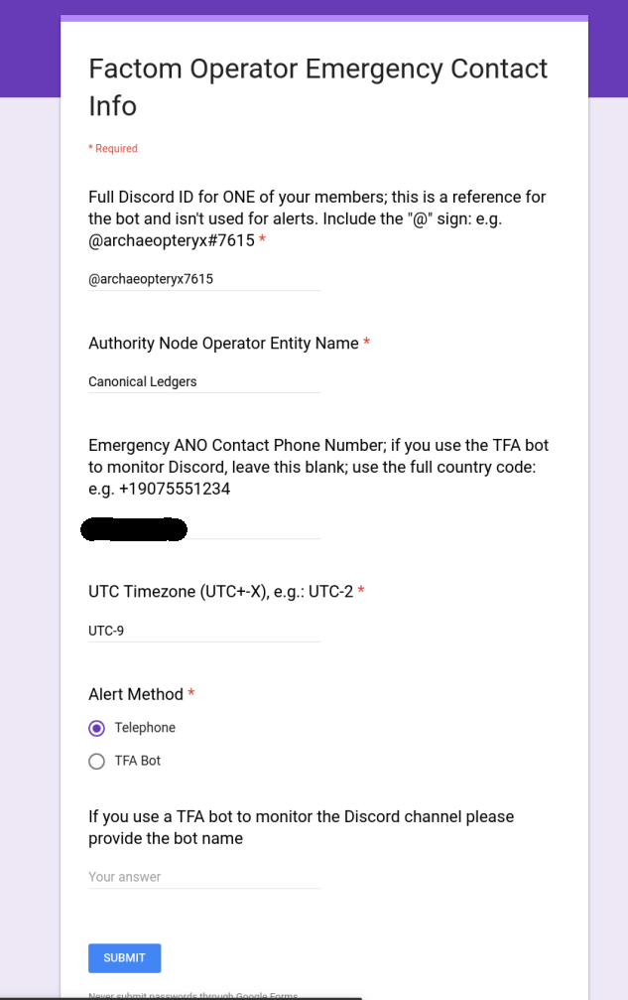 Factom Operator Emergency Contact
Info
* Required
Full Discord ID for ONE of your members; this is a reference for
the bot and isn't used for alerts. Include the "@" sign: e.g.
@archaeopteryx#7615 *
@archaeopteryx7615
Authority Node Operator Entity Name *
Canonical Ledgers
Emergency ANO Contact Phone Number; if you use the TFA bot
to monitor Discord, leave this blank; use the full country code:
e.g. +19075551234
UTC Timezone (UTC+-X), e.g.: UTC-2 *
UTC-9
Alert Method *
Telephone
TFA Bot
If you use a TFA bot to monitor the Discord channel please
provide the bot name
Your answer
SUBMIT
Never submit passwords through Google Forms.